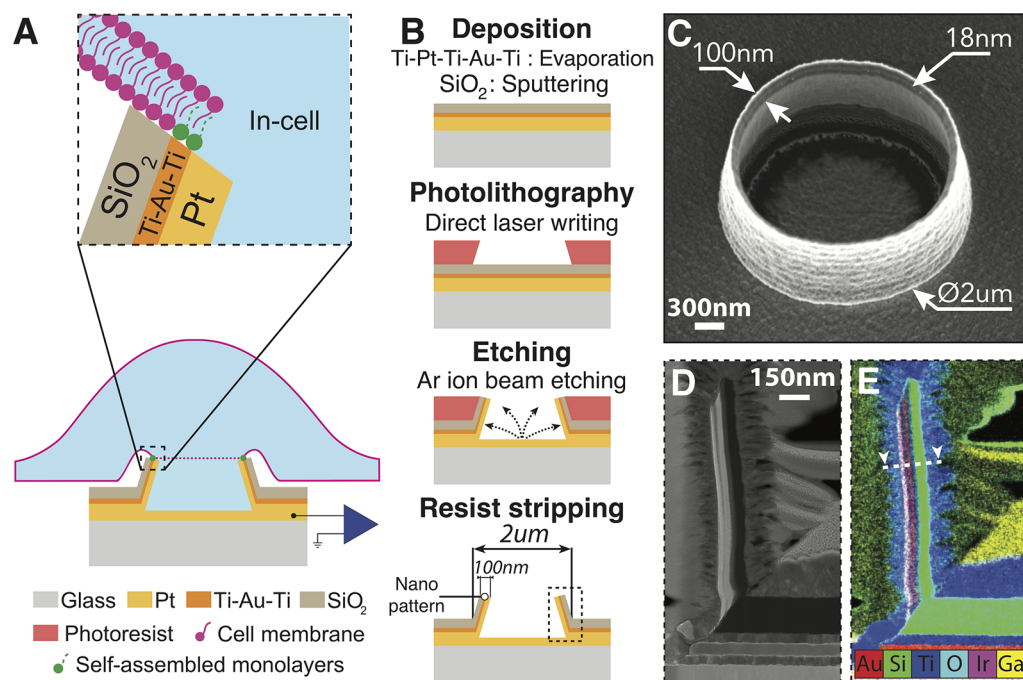 A
SiO2
Ti-Au-Ti
Pt
In-cell
Glass
Pt
Ti-Au-Ti
SiO2
Photoresist
Cell membrane
Self-assembled monolayers
B
Deposition
Ti-Pt-Ti-Au-Ti : Evaporation
SiO2: Sputtering
Photolithography
Direct laser writing
Etching
Ar ion beam etching
Resist stripping
2um
100nm
Nano
pattern
C
100nm
18nm
Ø2um
300nm
D
150nm
E
Au Si Ti O Ir Ga